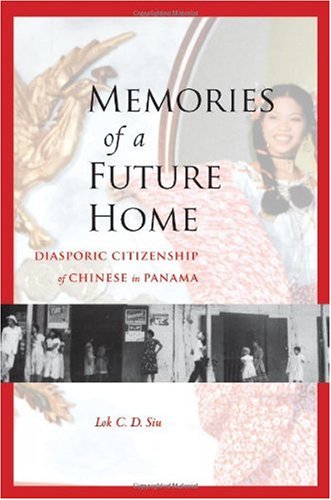 MEMORIES
of a
FUTURE
HOME
DIASPORIC CITIZENSHIP
of CHINESE in PANAMA
Lok C. D. Siu